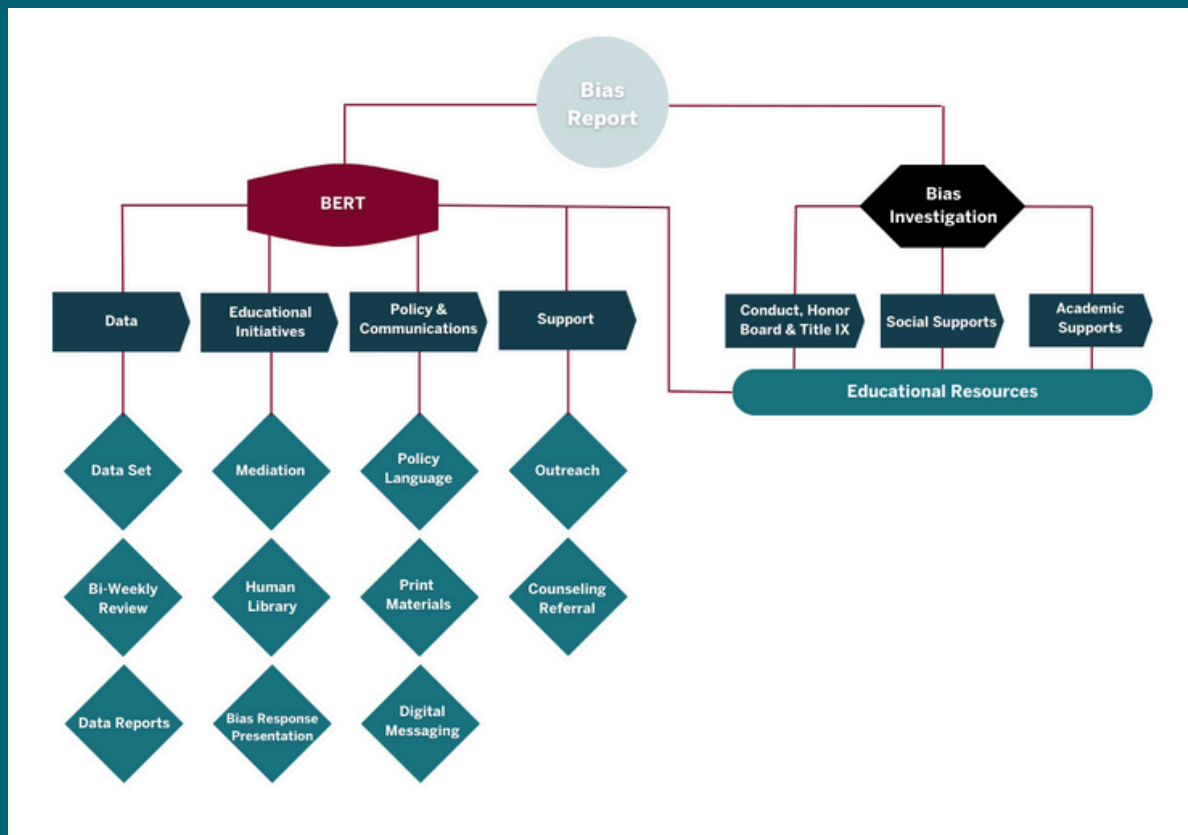 Bias
Report
BERT
Bias
Investigation
Data
Educational
Initiatives
Policy &
Communications
Support
Conduct, Honor
Board & Title IX
Social Supports
Academic
Supports
Educational Resources
Data Set
Mediation
Policy
Language
Outreach
Bi-Weekly
Review
Human
Library
Print
Materials
Counseling
Referral
Data Reports
Bias Response
Presentation
Digital
Messaging